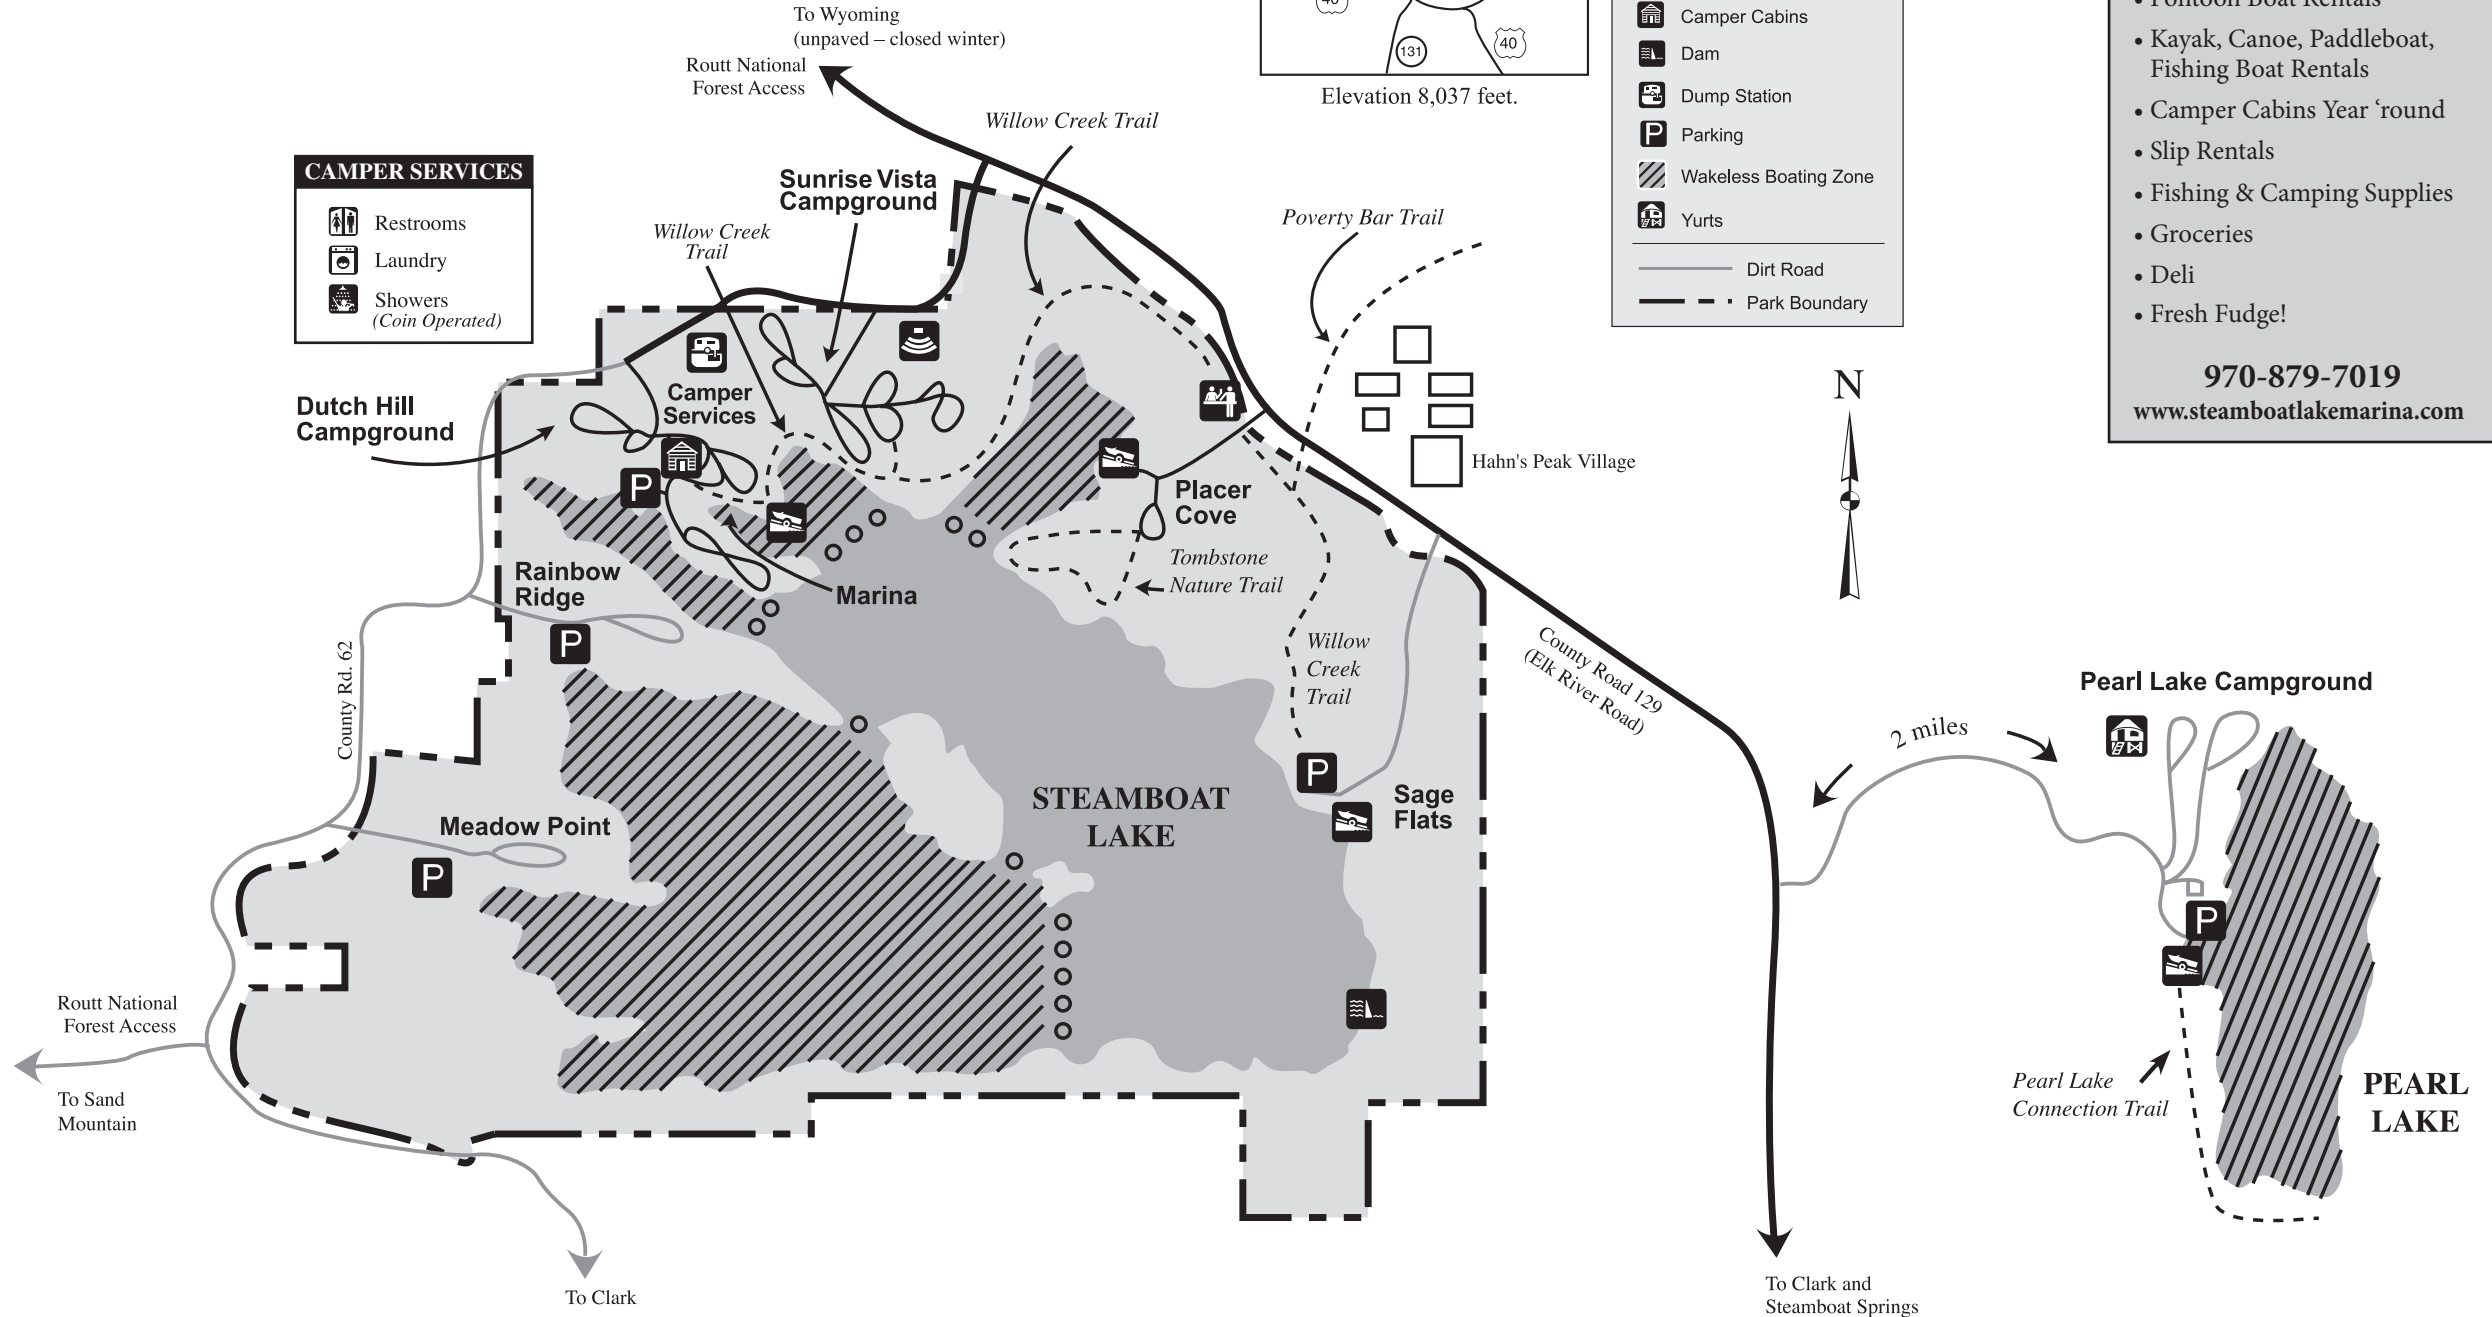 To Wyoming
(unpaved – closed winter)
Routt National
Forest Access
40
131
40
Elevation 8,037 feet.
Camper Cabins
Dam
Dump Station
P Parking
Wakeless Boating Zone
Yurts
Dirt Road
Park Boundary
• Pontoon Boat Rentals
• Kayak, Canoe, Paddleboat,
Fishing Boat Rentals
• Camper Cabins Year ‘round
• Slip Rentals
• Fishing & Camping Supplies
• Groceries
• Deli
• Fresh Fudge!
970-879-7019
www.steamboatlakemarina.com
CAMPER SERVICES
Restrooms
Laundry
Showers
(Coin Operated)
Willow Creek Trail
Sunrise Vista
Campground
Willow Creek
Trail
Poverty Bar Trail
Dutch Hill
Campground
Camper
Services
P
Hahn's Peak Village
Placer
Cove
Tombstone
Nature Trail
Marina
Rainbow
Ridge
P
County Rd. 62
Willow
Creek
Trail
County Road 129
(Elk River Road)
N
Meadow Point
P
STEAMBOAT
LAKE
P
Sage
Flats
2 miles
Pearl Lake Campground
P
Pearl Lake
Connection Trail
PEARL
LAKE
Routt National
Forest Access
To Sand
Mountain
To Clark
To Clark and
Steamboat Springs